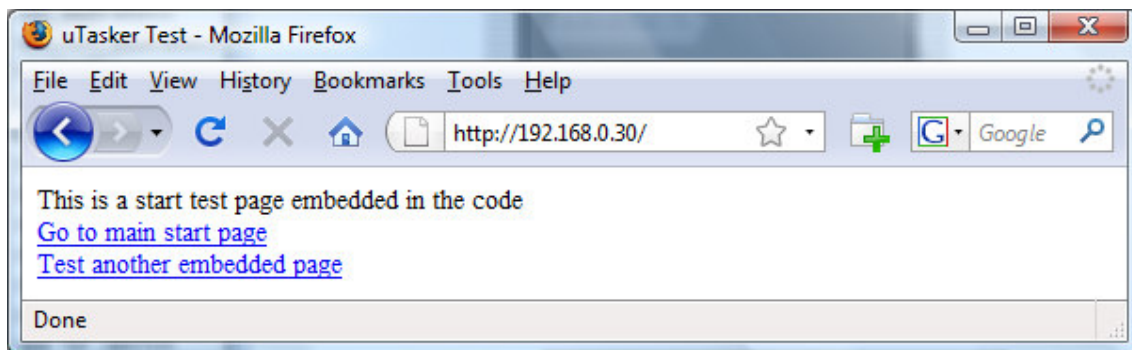 uTasker Test - Mozilla Firefox
File Edit View History Bookmarks Tools Help
http://192.168.0.30/ G Google
This is a start test page embedded in the code
Go to main start page
Test another embedded page
Done